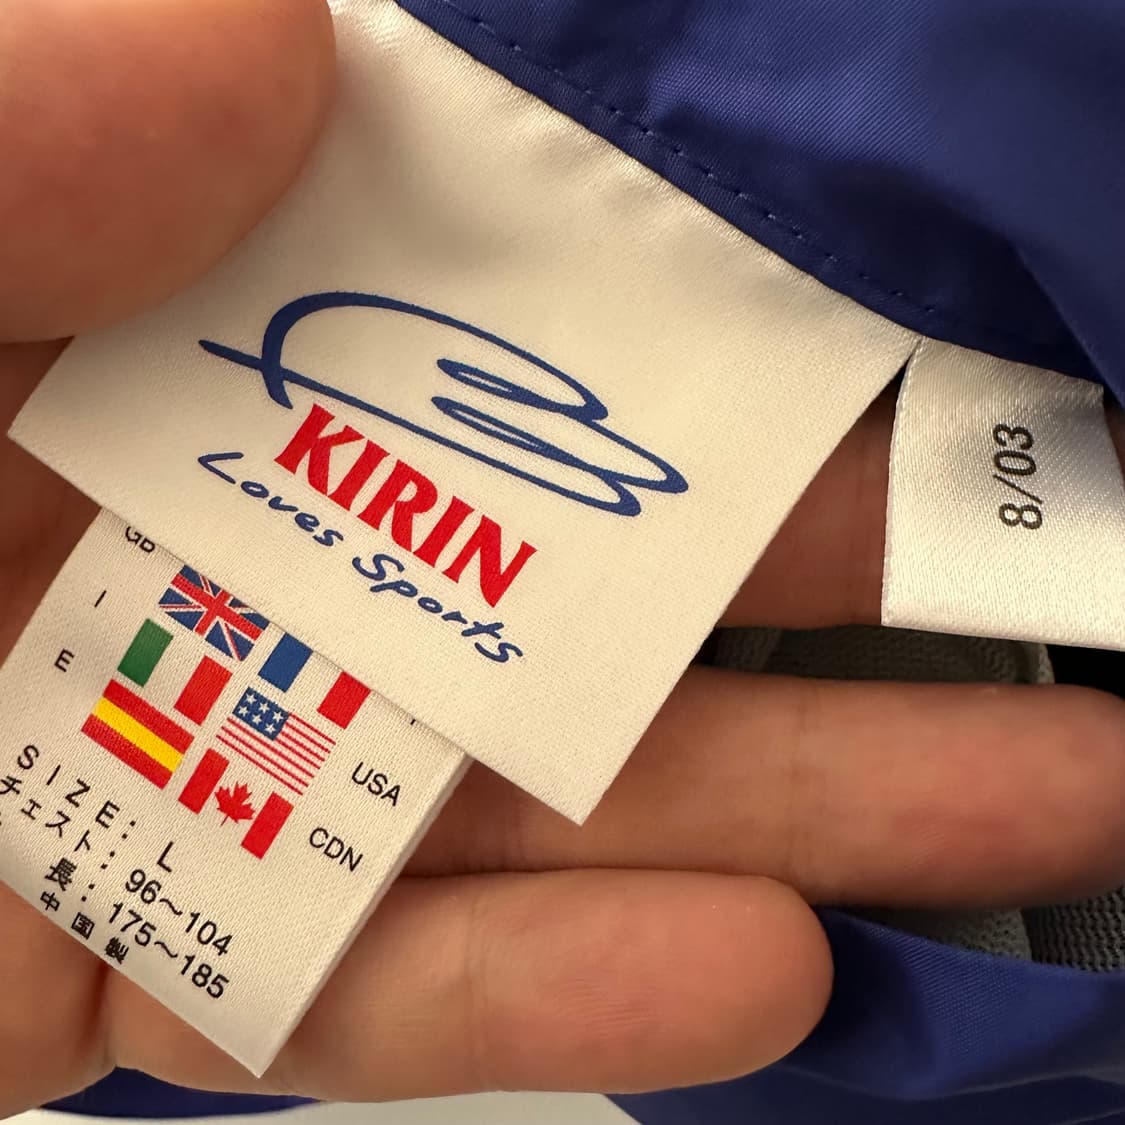 KIRIN
Loves Sports
8/03
GB
I
E
USA
CDN
SIZE: L
チェスト: 96〜104
長: 175〜185
中国製